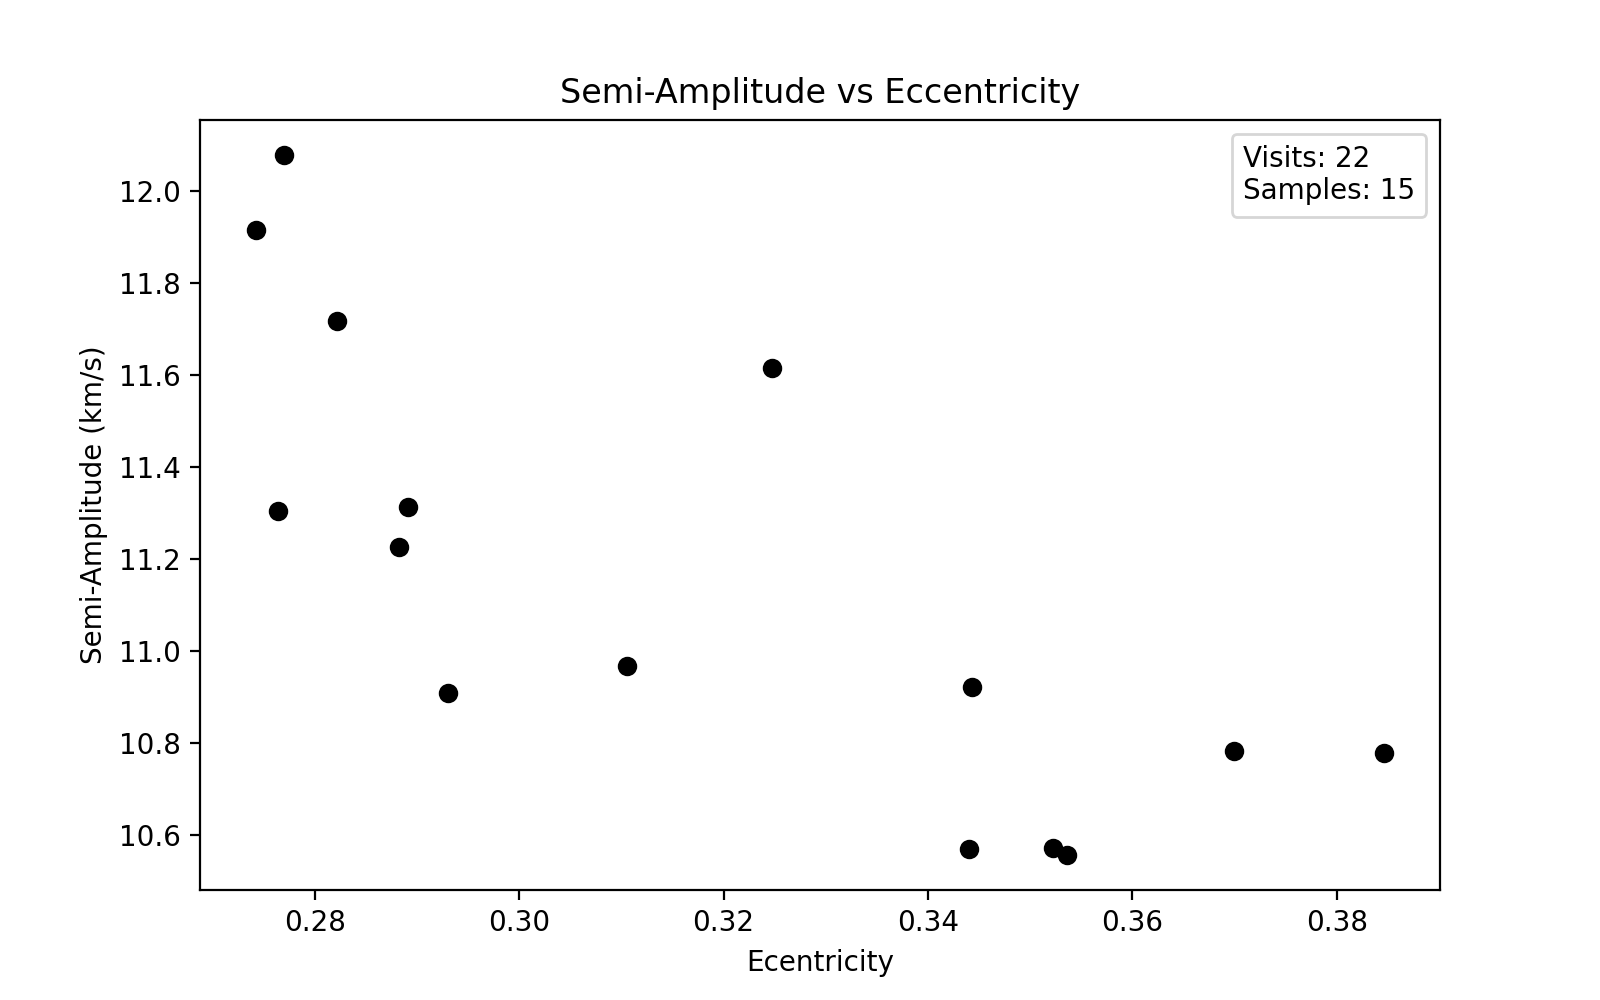 Semi-Amplitude vs Eccentricity
Visits: 22
Samples: 15
Semi-Amplitude (km/s)
12.0
11.8
11.6
11.4
11.2
11.0
10.8
10.6
0.28 0.30 0.32 0.34 0.36 0.38
Ecentricity